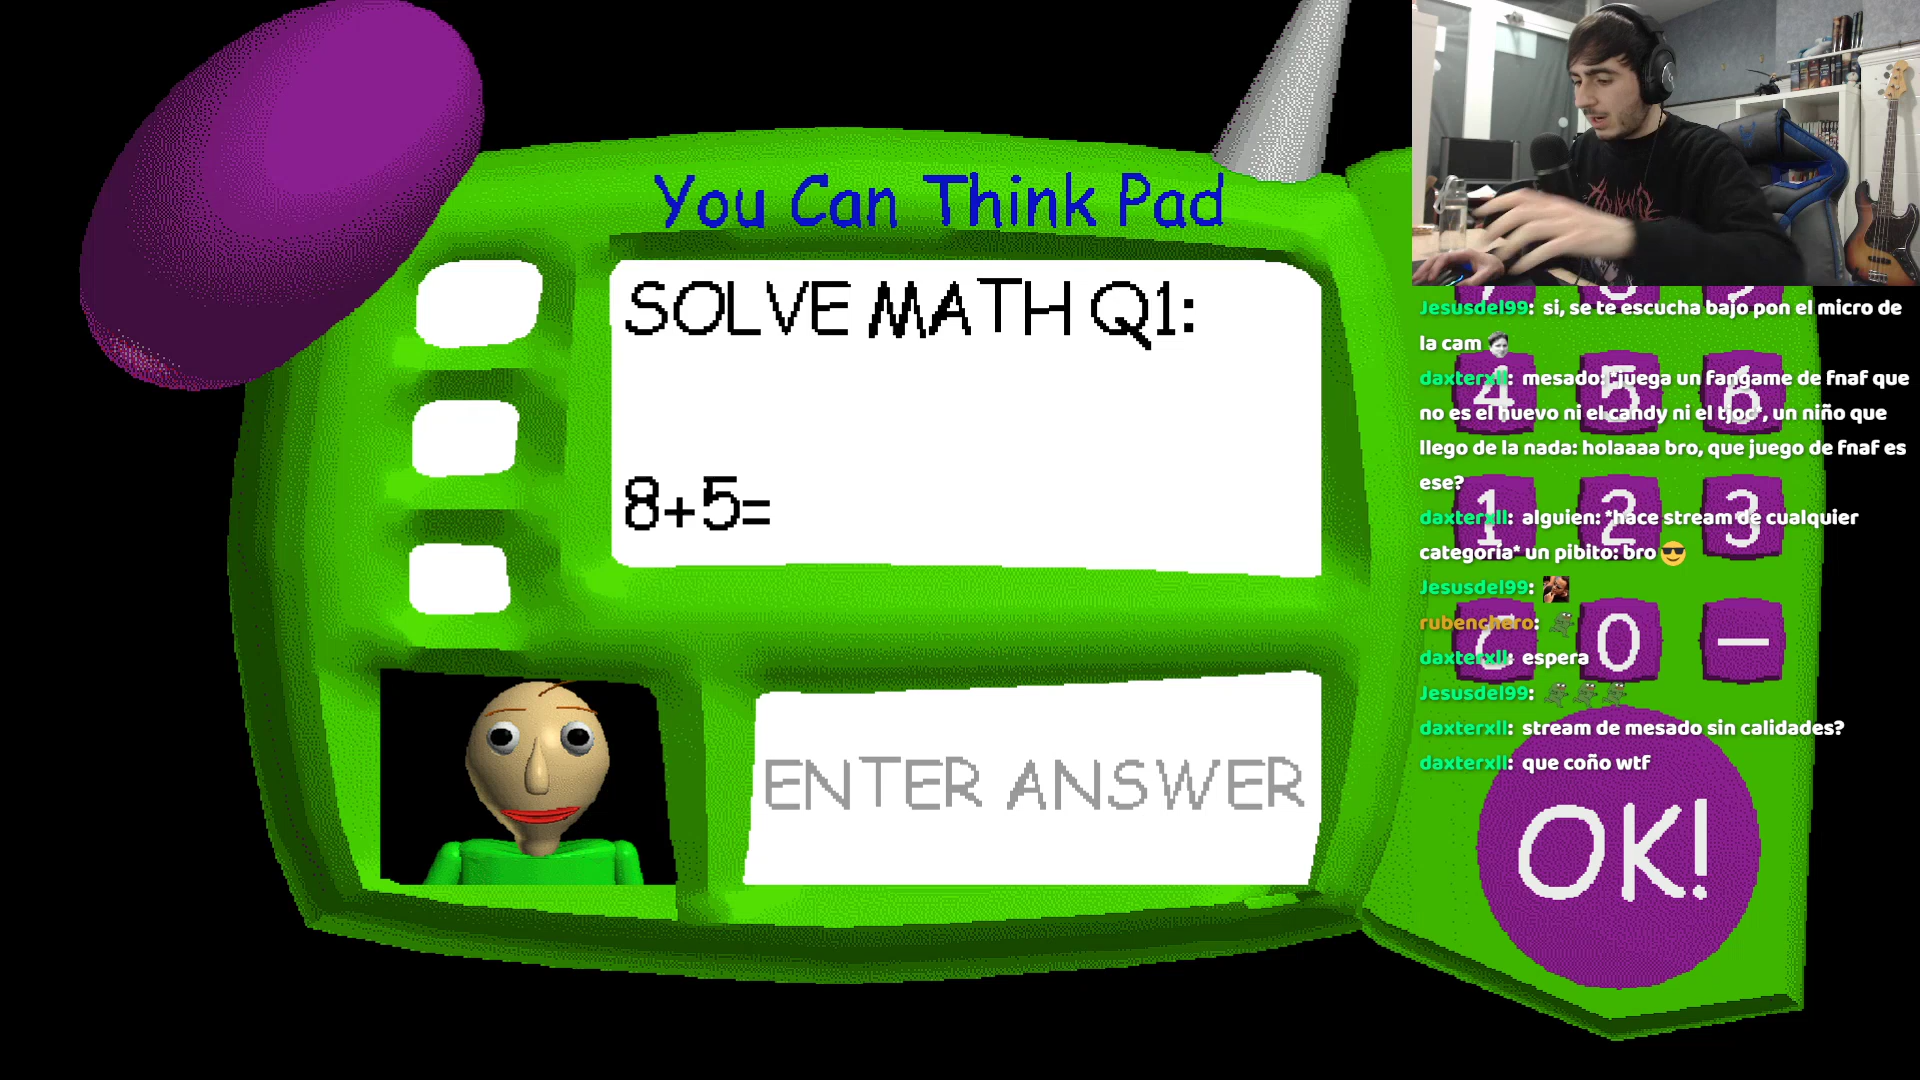 You Can Think Pad
SOLVE MATH Q1:
8+5=
ENTER ANSWER
Jesusdel99: si, se te escucha bajo pon el micro de
la cam
daxterxll: mesado: *juega un fangame de fnaf que
no es el nuevo ni el candy ni el tjoc*, un niño que
llego de la nada: holaaaa bro, que juego de fnaf es
ese?
daxterxll: alguien: *hace stream de cualquier
categoría* un pibito: bro 😎
Jesusdel99:
rubenchero:
daxterxll: espera
Jesusdel99:
daxterxll: stream de mesado sin calidades?
daxterxll: que coño wtf
4 5 6
1 2 3
C 0 -
OK!